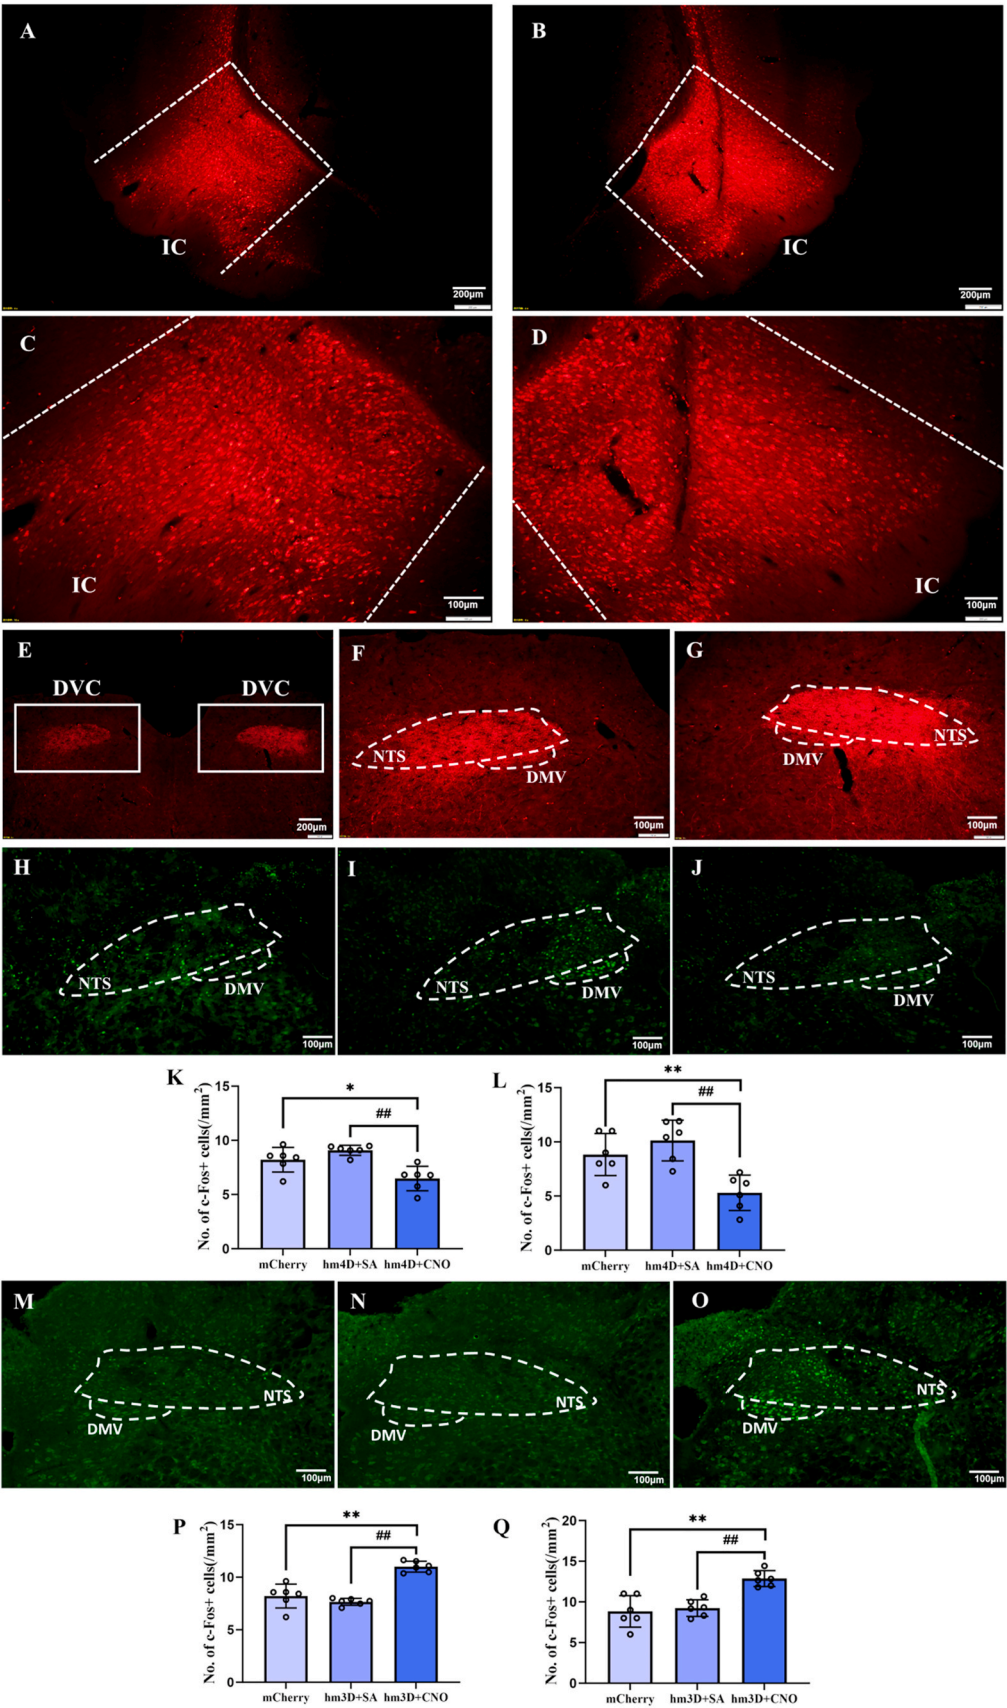 A
IC
200μm
B
IC
200μm
C
IC
100μm
D
IC
100μm
E
DVC
DVC
200μm
F
NTS
DMV
100μm
G
NTS
DMV
100μm
H
NTS
DMV
100μm
I
NTS
DMV
100μm
J
NTS
DMV
100μm
K
No. of c-Fos+ cells(/mm²)
15
10
5
0
*
##
mCherry hm4D+SA hm4D+CNO
L
No. of c-Fos+ cells(/mm²)
15
10
5
0
**
##
mCherry hm4D+SA hm4D+CNO
M
NTS
DMV
100μm
N
NTS
DMV
100μm
O
NTS
DMV
100μm
P
No. of c-Fos+ cells(/mm²)
15
10
5
0
**
##
mCherry hm3D+SA hm3D+CNO
Q
No. of c-Fos+ cells(/mm²)
20
15
10
5
0
**
##
mCherry hm3D+SA hm3D+CNO